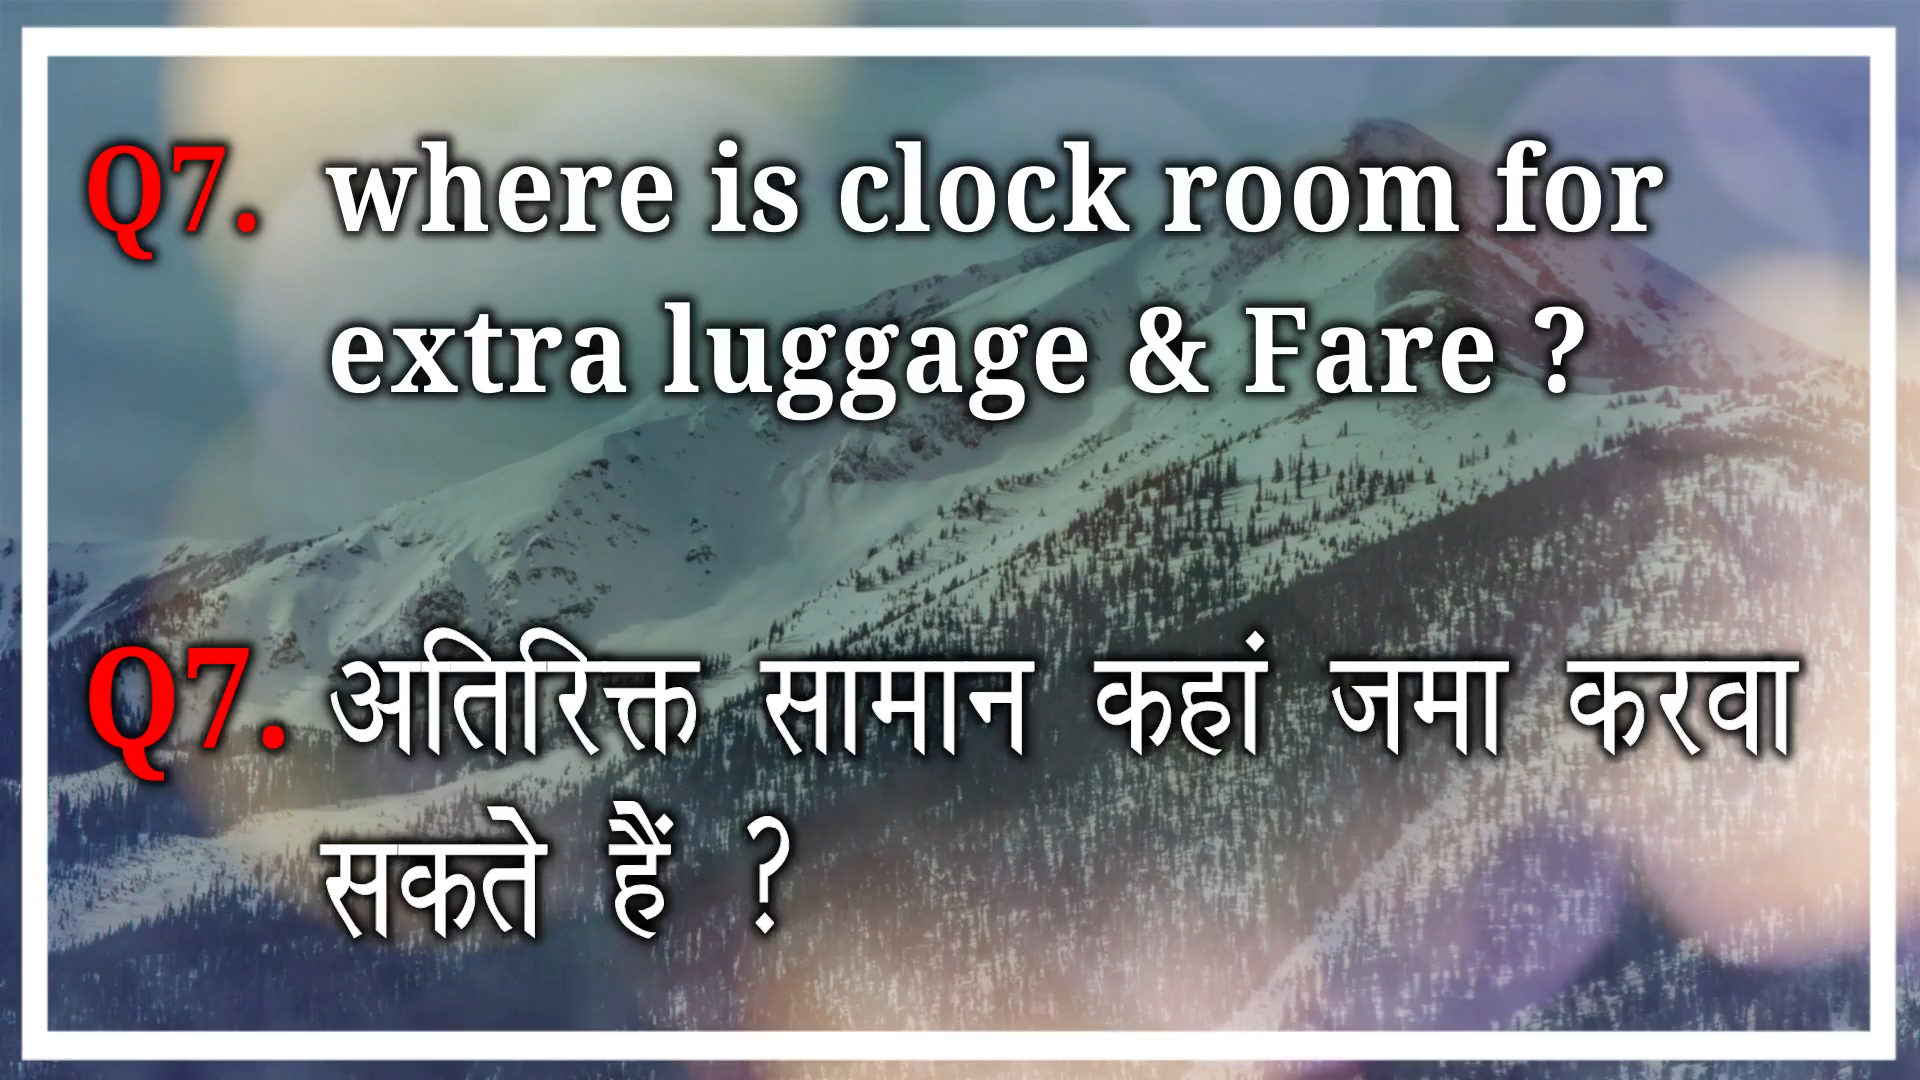 Q7. where is clock room for
extra luggage & Fare ?
Q7. अतिरिक्त सामान कहां जमा करवा
सकते हैं ?